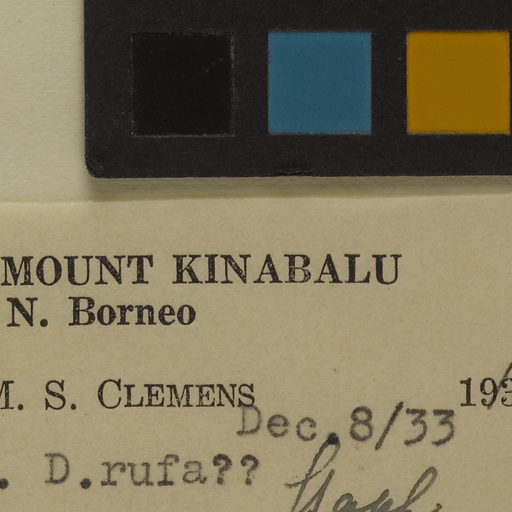 MOUNT KINABALU
N. Borneo
M. S. CLEMENS 193
Dec.8/33
. D.rufa??